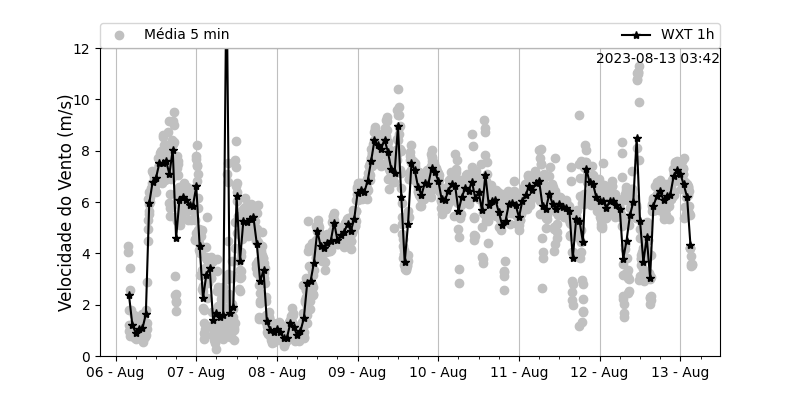 Média 5 min
WXT 1h
2023-08-13 03:42
Velocidade do Vento (m/s)
12
10
8
6
4
2
0
06 - Aug
07 - Aug
08 - Aug
09 - Aug
10 - Aug
11 - Aug
12 - Aug
13 - Aug